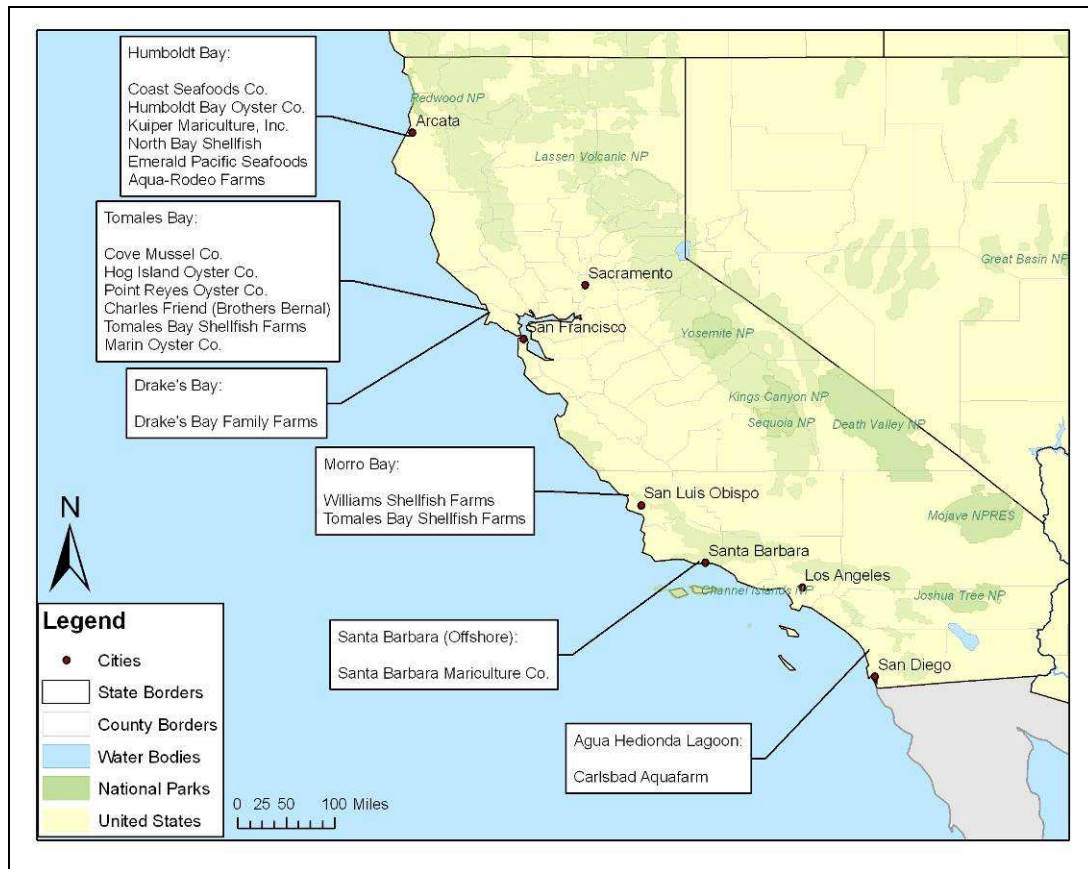 Humboldt Bay:
Coast Seafoods Co.
Humboldt Bay Oyster Co.
Kuiper Mariculture, Inc.
North Bay Shellfish
Emerald Pacific Seafoods
Aqua-Rodeo Farms
Redwood NP
Arcata
Lassen Volcanic NP
Tomales Bay:
Cove Mussel Co.
Hog Island Oyster Co.
Point Reyes Oyster Co.
Charles Friend (Brothers Bernal)
Tomales Bay Shellfish Farms
Marin Oyster Co.
Great Basin NP
Sacramento
San Francisco
Yosemite NP
Drake's Bay:
Drake's Bay Family Farms
Kings Canyon NP
Sequoia NP
Death Valley NP
Morro Bay:
Williams Shellfish Farms
Tomales Bay Shellfish Farms
San Luis Obispo
Mojave NPRES
N
Santa Barbara
Los Angeles
Channel Islands NP
Joshua Tree NP
Santa Barbara (Offshore):
Santa Barbara Mariculture Co.
San Diego
Agua Hedionda Lagoon:
Carlsbad Aquafarm
Legend
Cities
State Borders
County Borders
Water Bodies
National Parks
United States
0 25 50 100 Miles